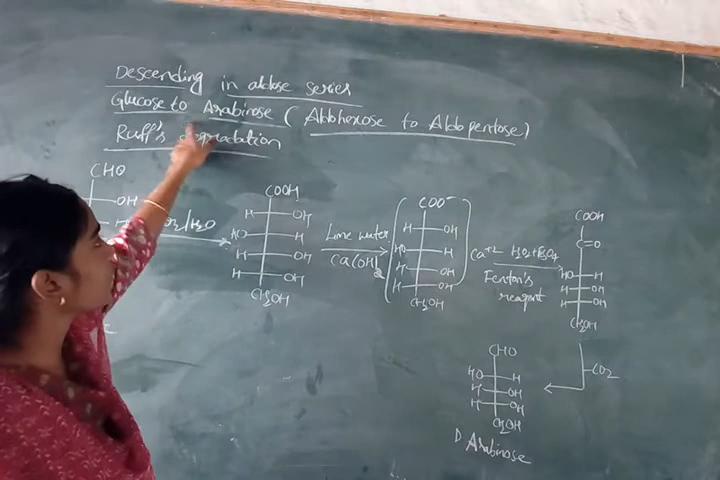 Descending in aldose series
Glucose to Arabinose ( Aldohexose to Aldopentose)
Ruff's degradation
CHO
OH
H
/H2O
COOH
H OH
HO H
H OH
H OH
CH2OH
Lime water
Ca(OH)2
COO-
H OH
HO H
H OH
H OH
CH2OH
Ca+2 H2O2+FeSO4
Fenton's
reagent
COOH
C=O
HO H
H OH
H OH
CH2OH
-CO2
CHO
HO H
H OH
H OH
CH2OH
D Arabinose